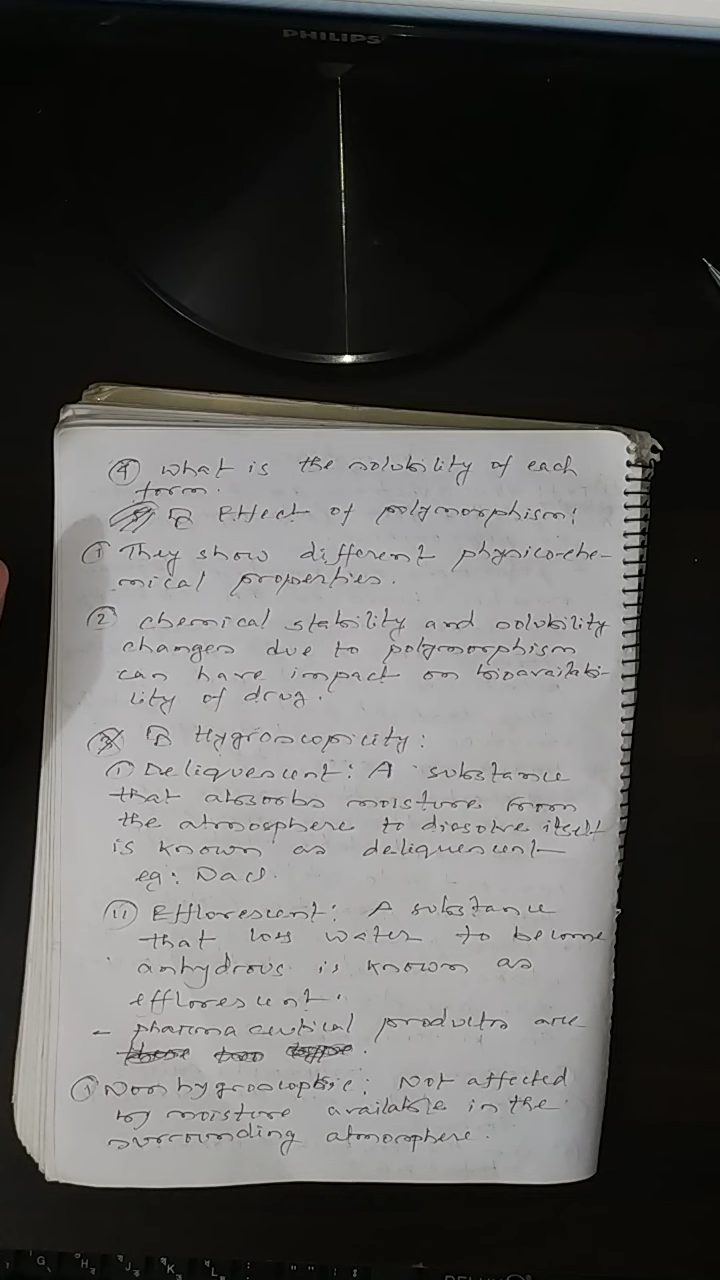 PHILIPS
④ What is the solubility of each
form.
Effect of polymorphism:
① They show different physicoche-
mical properties.
② chemical stability and solubility
changes due to polymorphism
can have impact on bioavailabi-
lity of drug.
Hygroscopicity:
① Deliquescent: A substance
that absorbs moisture from
the atmosphere to dissolve itself
is known as deliquescent
eg: Nacl.
ⓘⓘ Efflorescent: A substance
that loss water to become
anhydrous is known as
efflorescent.
- pharmaceutical products are
① Non hygroscopic: Not affected
by moisture available in the
surrounding atmosphere.
G H J K L : " "